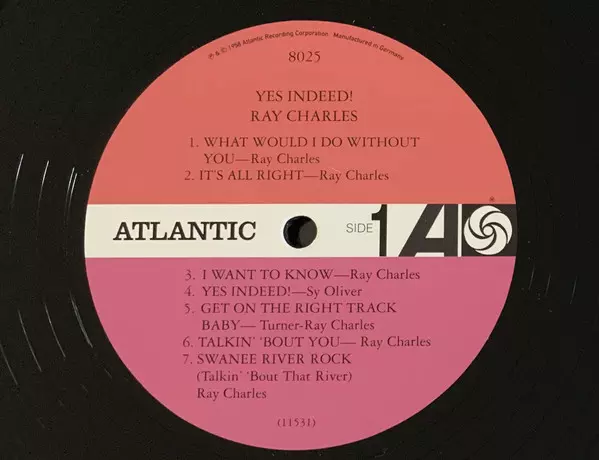 ℗ & © 1958 Atlantic Recording Corporation Manufactured in Germany
8025
YES INDEED!
RAY CHARLES
1. WHAT WOULD I DO WITHOUT
YOU—Ray Charles
2. IT'S ALL RIGHT—Ray Charles
ATLANTIC SIDE 1 A ®
3. I WANT TO KNOW—Ray Charles
4. YES INDEED!—Sy Oliver
5. GET ON THE RIGHT TRACK
BABY— Turner-Ray Charles
6. TALKIN' 'BOUT YOU— Ray Charles
7. SWANEE RIVER ROCK
(Talkin' 'Bout That River)
Ray Charles
(11531)